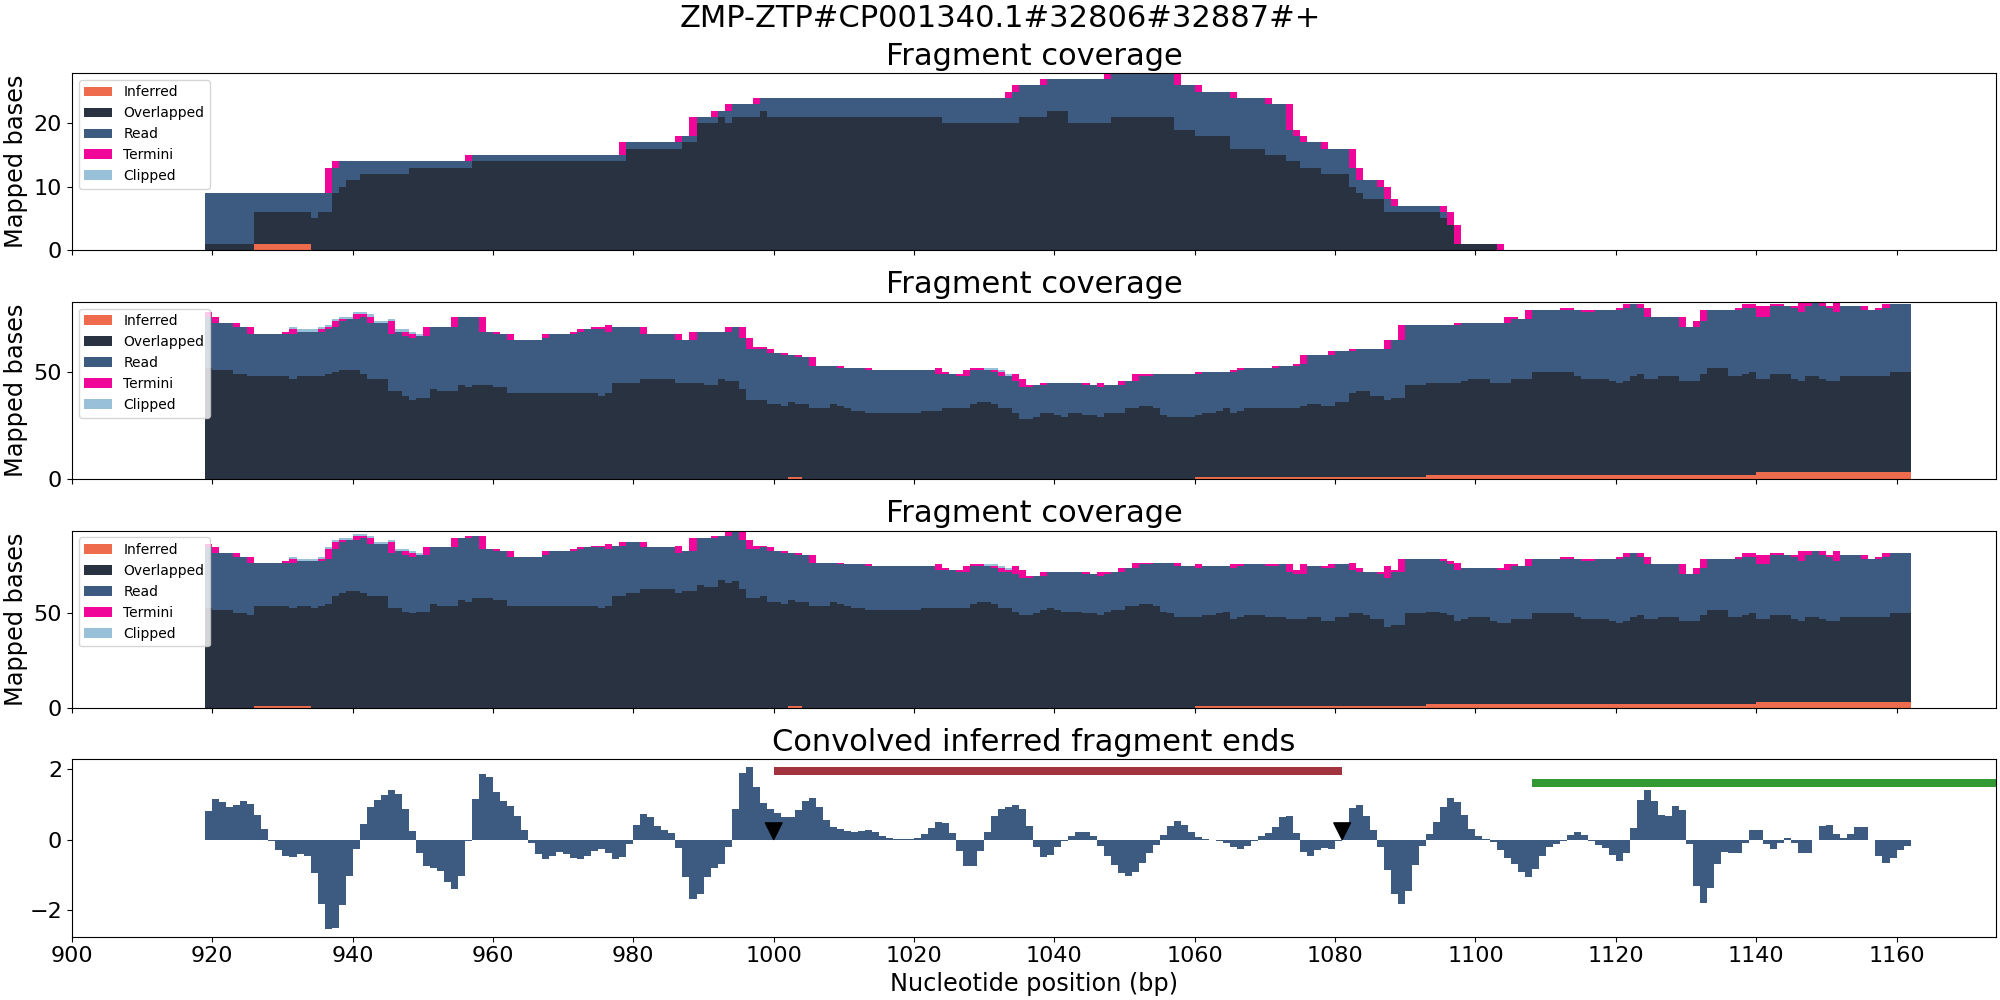 ZMP-ZTP#CP001340.1#32806#32887#+
Fragment coverage
Mapped bases
20
10
0
Inferred
Overlapped
Read
Termini
Clipped
Fragment coverage
Mapped bases
50
0
Inferred
Overlapped
Read
Termini
Clipped
Fragment coverage
Mapped bases
50
0
Inferred
Overlapped
Read
Termini
Clipped
Convolved inferred fragment ends
2
0
−2
900 920 940 960 980 1000 1020 1040 1060 1080 1100 1120 1140 1160
Nucleotide position (bp)